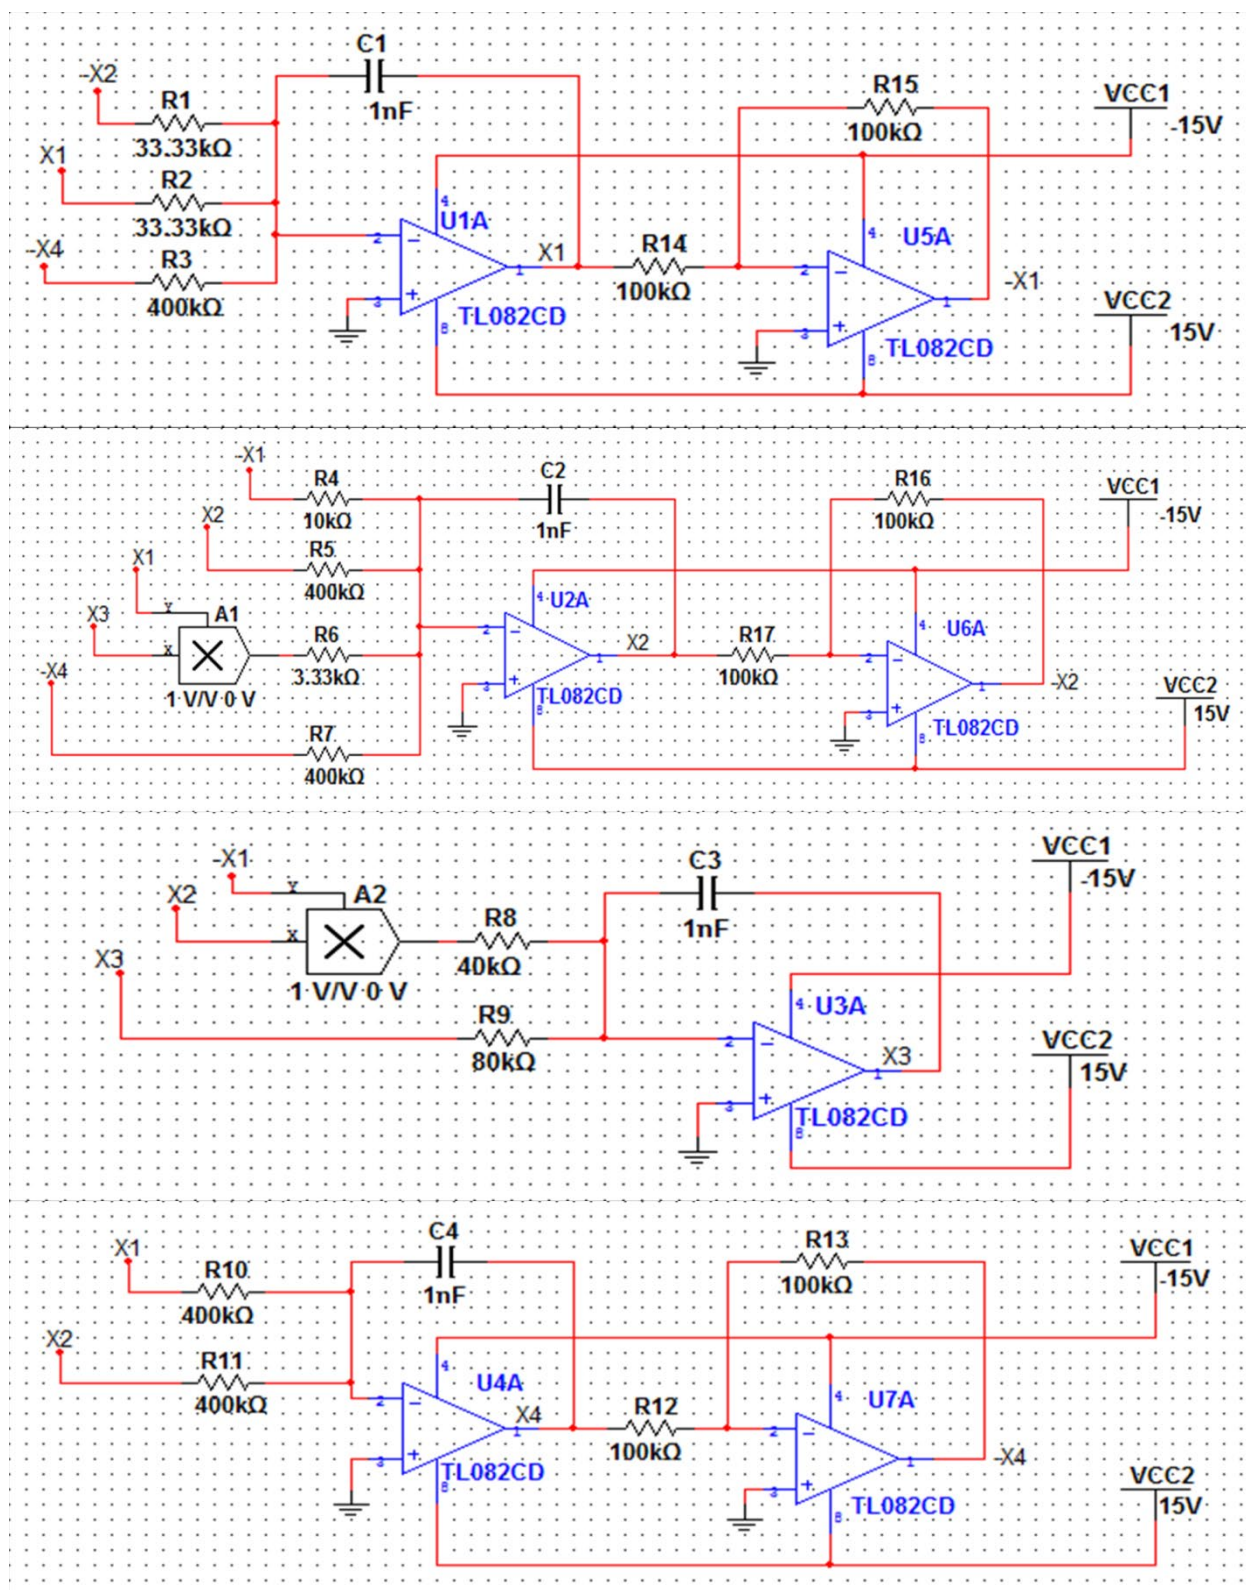 C1
1nF
-X2
R1
33.33kΩ
X1
R2
33.33kΩ
-X4
R3
400kΩ
2
3
4
8
1
U1A
TL082CD
X1
R14
100kΩ
R15
100kΩ
2
3
4
8
1
U5A
TL082CD
-X1
VCC1
-15V
VCC2
15V
-X1
R4
10kΩ
X2
R5
400kΩ
X1
Y
A1
X3
X
1 V/V 0 V
R6
3.33kΩ
-X4
R7
400kΩ
C2
1nF
2
3
4
8
1
U2A
TL082CD
X2
R17
100kΩ
R16
100kΩ
2
3
4
8
1
U6A
TL082CD
-X2
VCC1
-15V
VCC2
15V
-X1
Y
A2
X2
X
1 V/V 0 V
X3
R8
40kΩ
R9
80kΩ
C3
1nF
2
3
4
8
1
U3A
TL082CD
X3
VCC1
-15V
VCC2
15V
X1
R10
400kΩ
X2
R11
400kΩ
C4
1nF
2
3
4
8
1
U4A
TL082CD
X4
R12
100kΩ
R13
100kΩ
2
3
4
8
1
U7A
TL082CD
-X4
VCC1
-15V
VCC2
15V